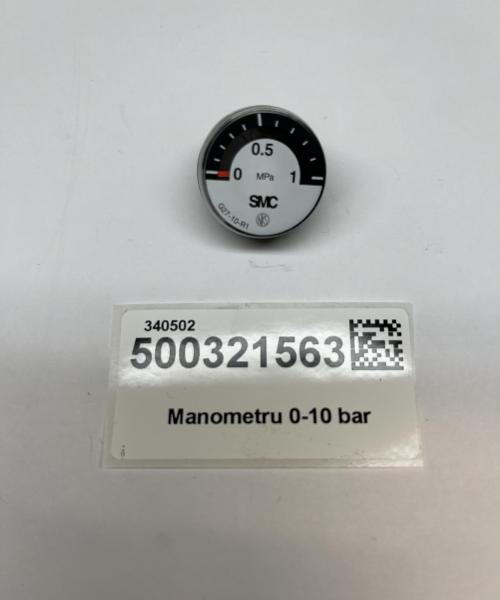 0.5
0 MPa 1
SMC
G27-10-R1
340502
500321563
Manometru 0-10 bar